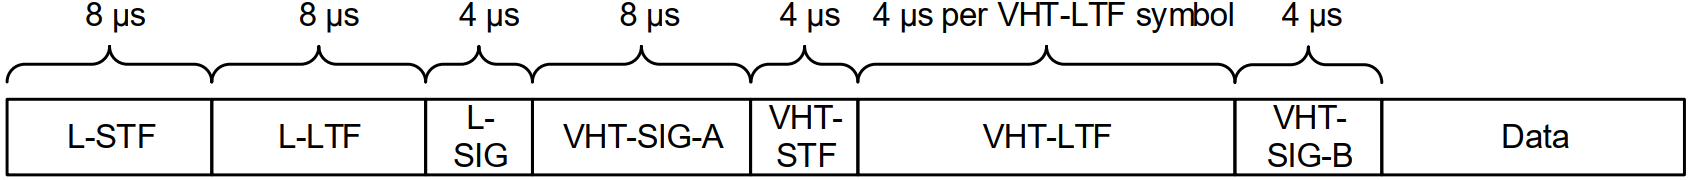 8 µs 8 µs 4 µs 8 µs 4 µs 4 µs per VHT-LTF symbol 4 µs
L-STF L-LTF L-
SIG VHT-SIG-A VHT-
STF VHT-LTF VHT-
SIG-B Data